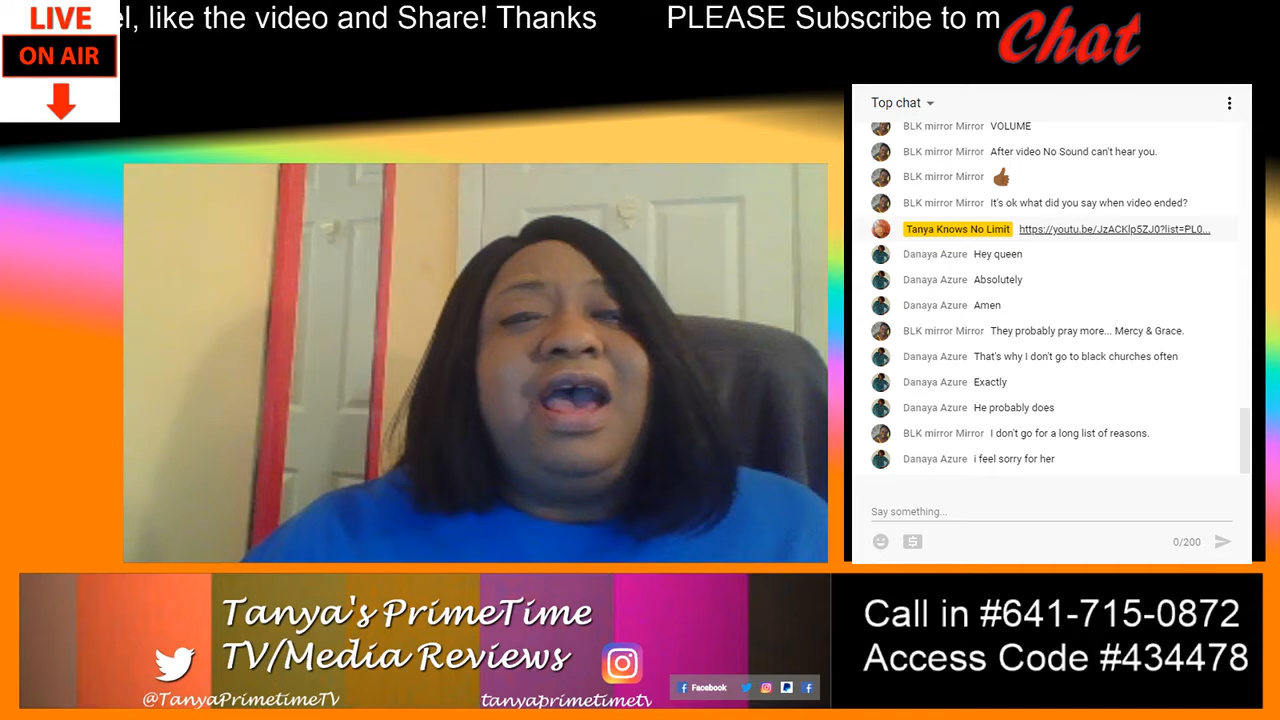 LIVE
ON AIR
el, like the video and Share! Thanks PLEASE Subscribe to m
Chat
Top chat
BLK mirror Mirror VOLUME
BLK mirror Mirror After video No Sound can't hear you.
BLK mirror Mirror
BLK mirror Mirror It's ok what did you say when video ended?
Tanya Knows No Limit https://youtu.be/JzACKlp5ZJ0?list=PL0...
Danaya Azure Hey queen
Danaya Azure Absolutely
Danaya Azure Amen
BLK mirror Mirror They probably pray more... Mercy & Grace.
Danaya Azure That's why I don't go to black churches often
Danaya Azure Exactly
Danaya Azure He probably does
BLK mirror Mirror I don't go for a long list of reasons.
Danaya Azure i feel sorry for her
Say something...
0/200
Tanya's PrimeTime
TV/Media Reviews
@TanyaPrimetimeTV
tanyaprimetimetv
Facebook
Call in #641-715-0872
Access Code #434478